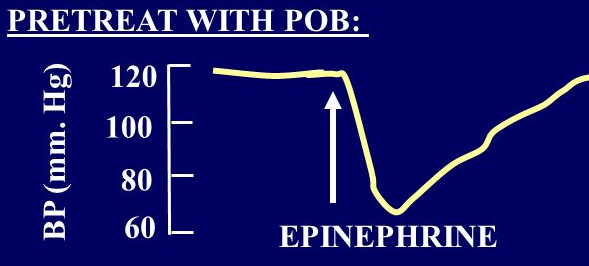 PRETREAT WITH POB:
BP (mm. Hg)
120
100
80
60
EPINEPHRINE